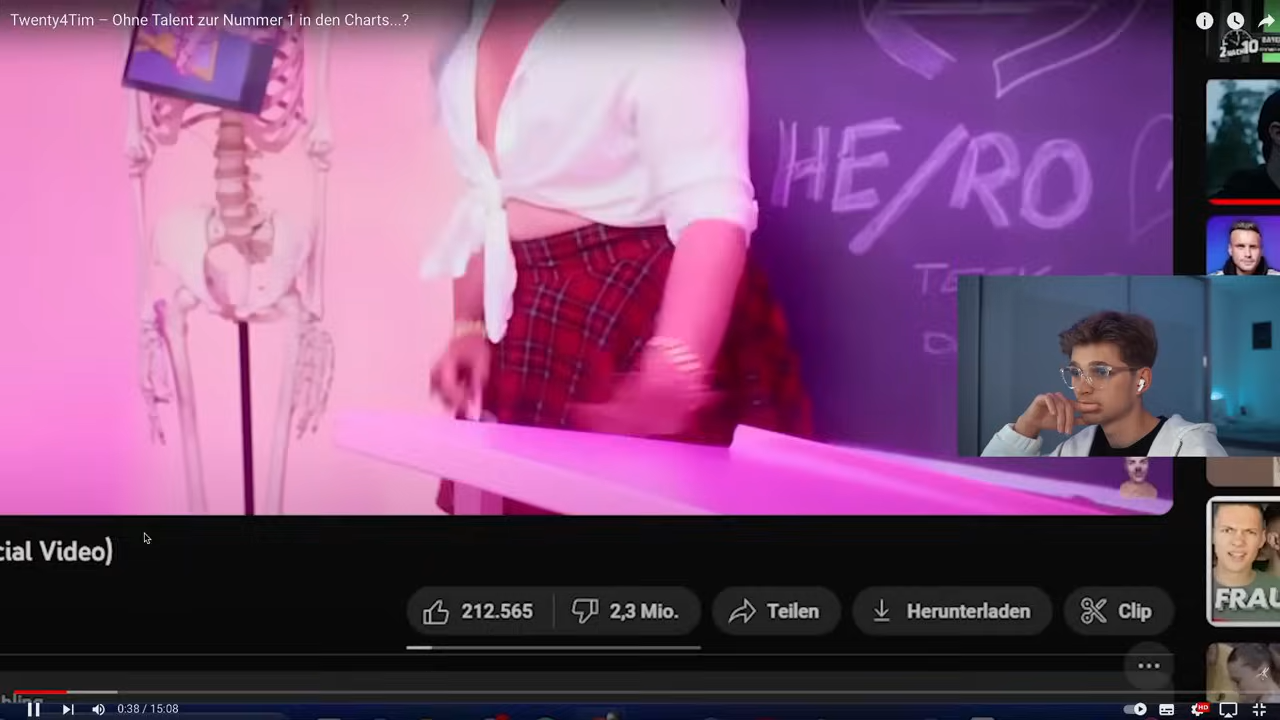 Twenty4Tim – Ohne Talent zur Nummer 1 in den Charts...?
HE/RO
cial Video)
212.565
2,3 Mio.
Teilen
Herunterladen
Clip
FRAU
0:38 / 15:08
HD